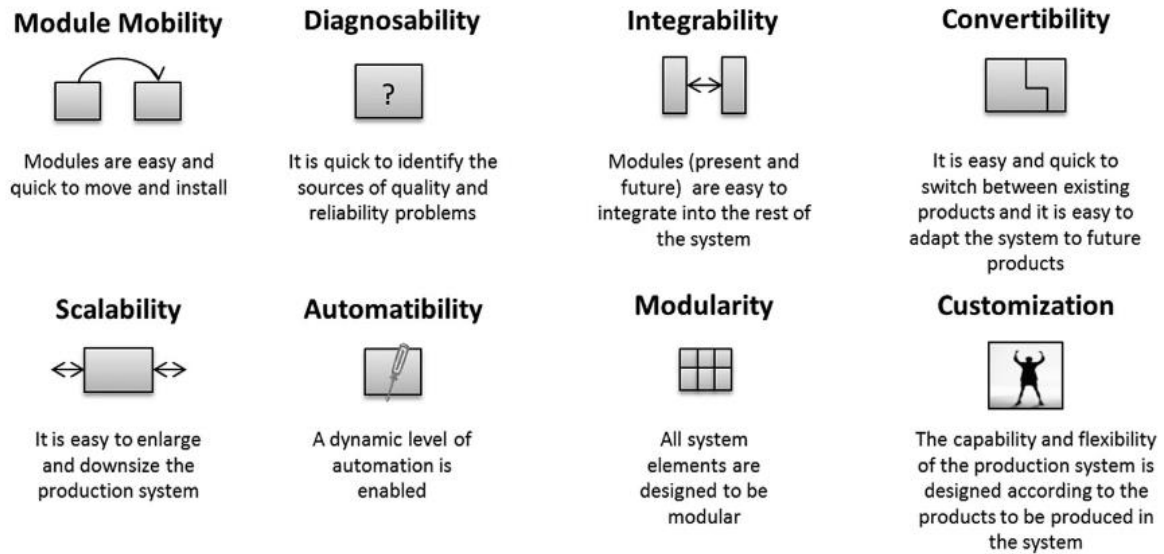 Module Mobility
Modules are easy and
quick to move and install
Diagnosability
?
It is quick to identify the
sources of quality and
reliability problems
Integrability
Modules (present and
future) are easy to
integrate into the rest of
the system
Convertibility
It is easy and quick to
switch between existing
products and it is easy to
adapt the system to future
products
Scalability
It is easy to enlarge
and downsize the
production system
Automatibility
A dynamic level of
automation is
enabled
Modularity
All system
elements are
designed to be
modular
Customization
The capability and flexibility
of the production system is
designed according to the
products to be produced in
the system